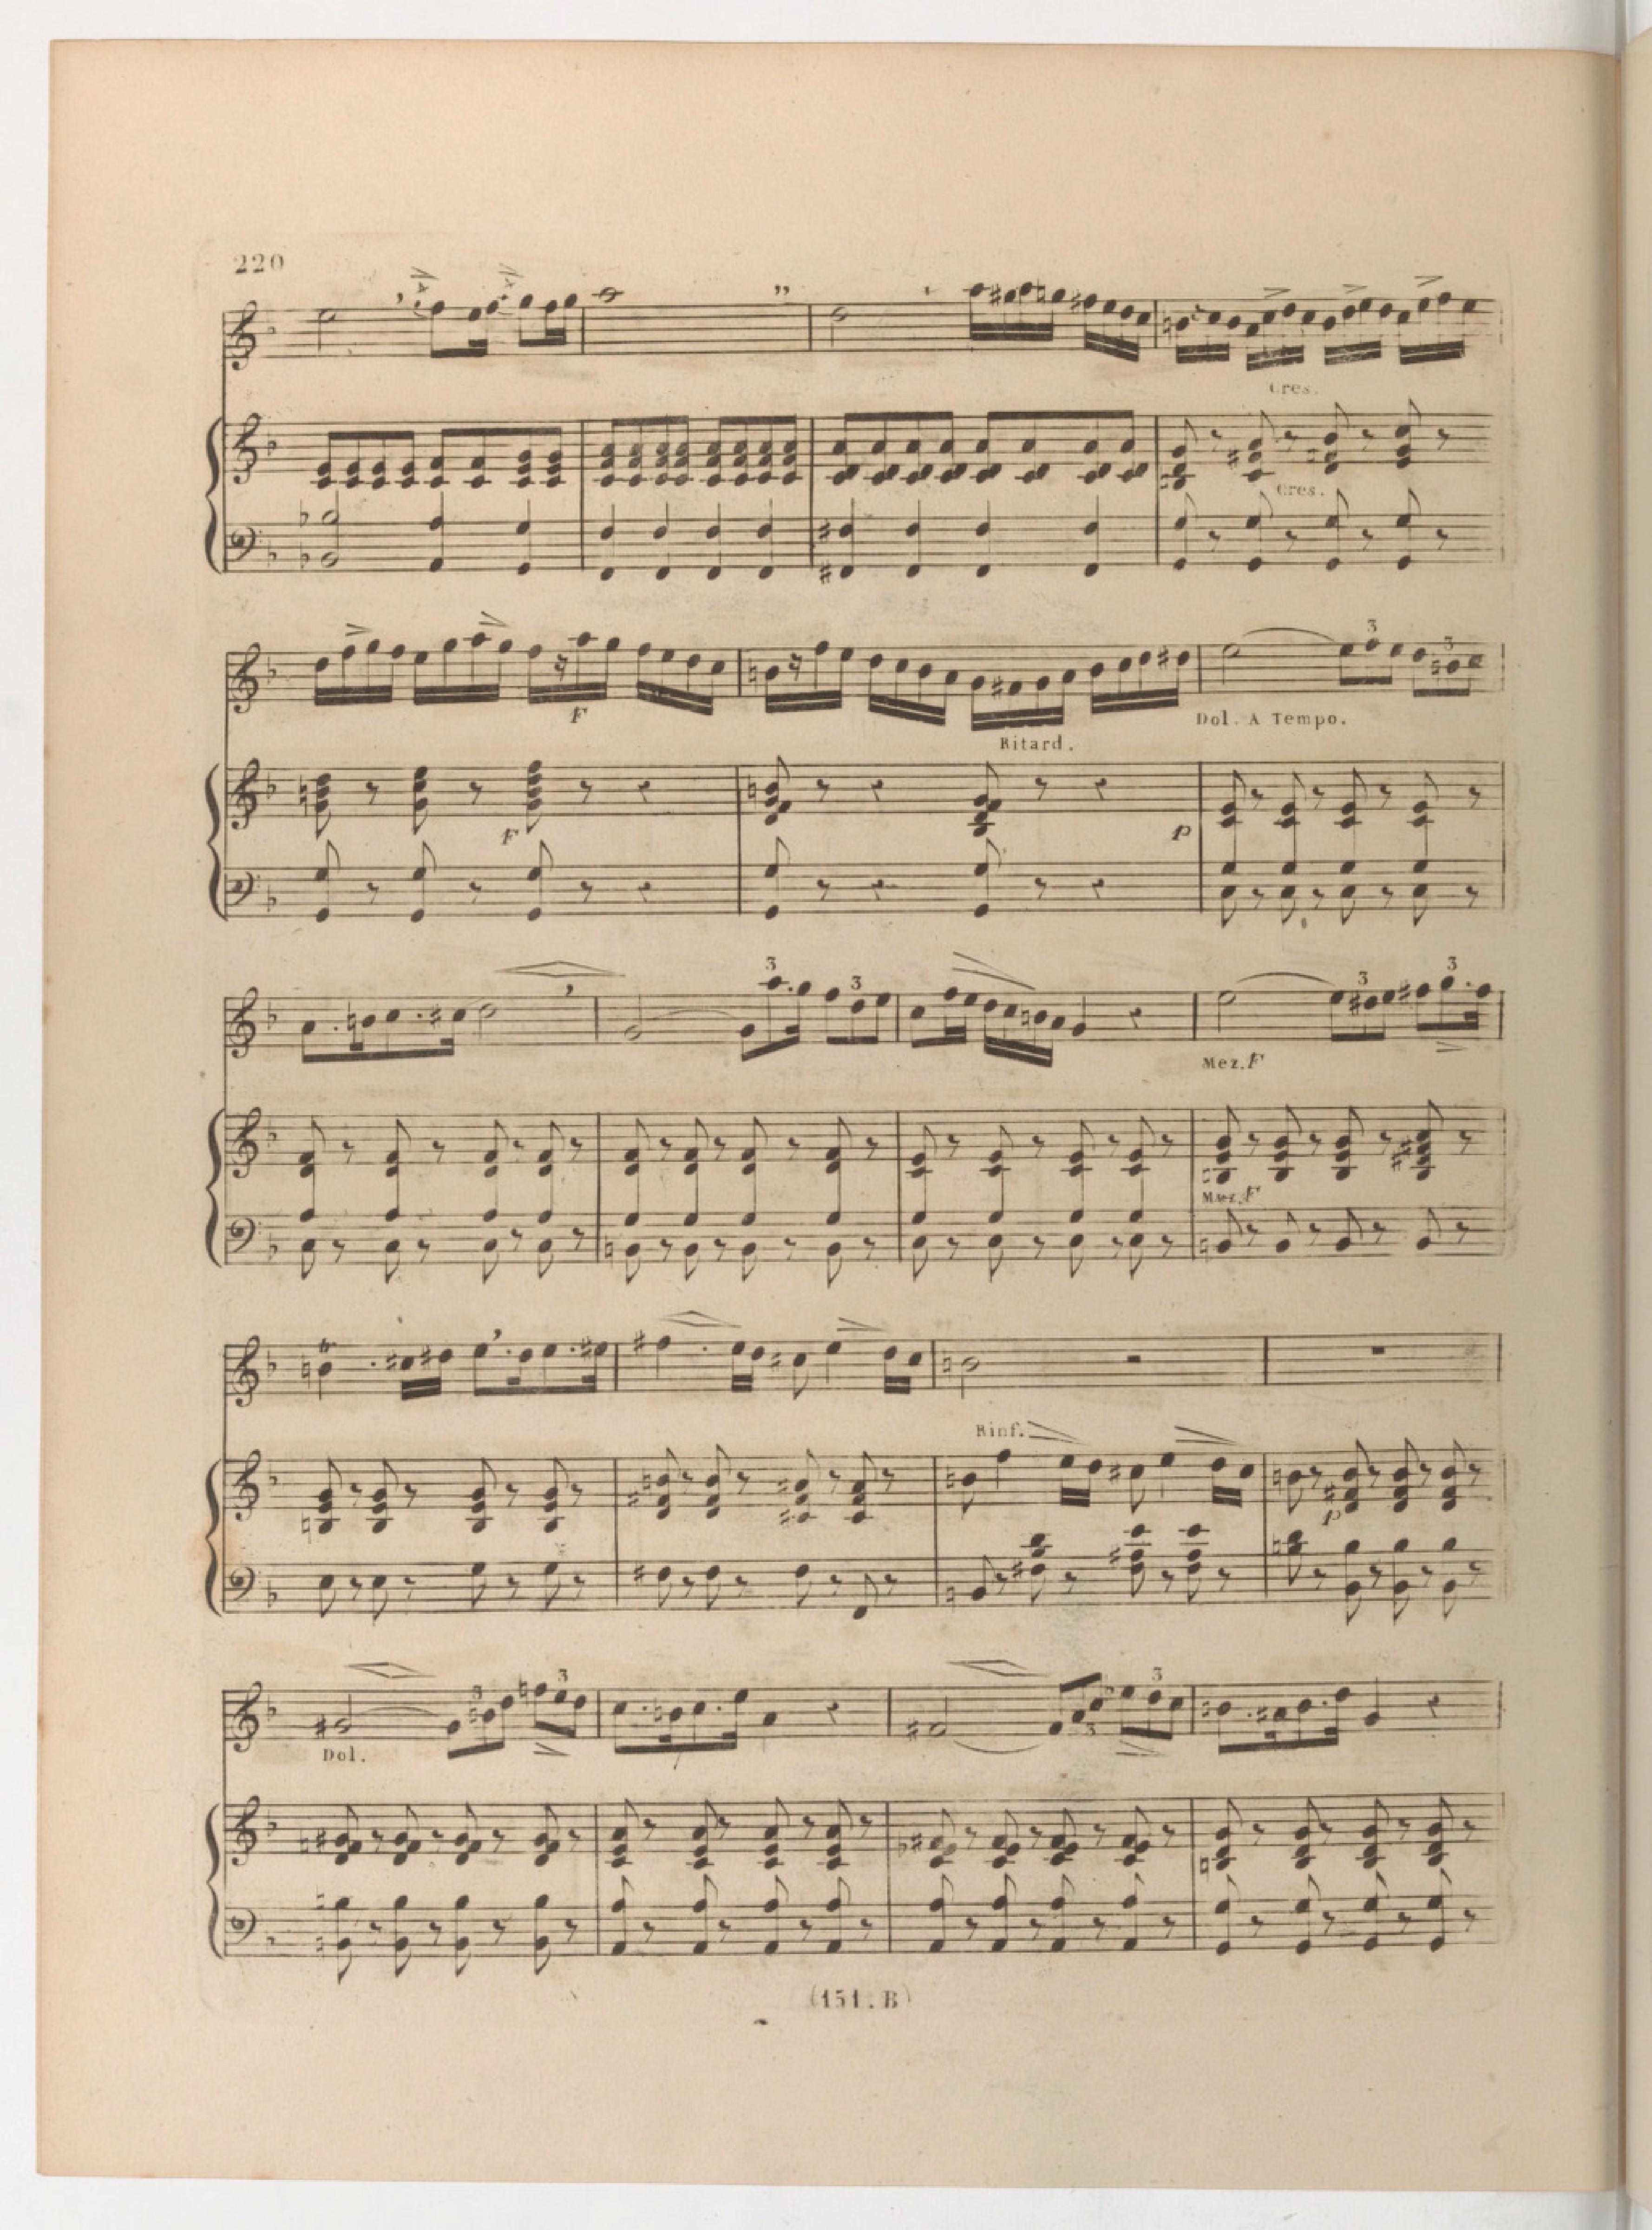 220
Cres.
Cres.
3
3
F
Ritard.
Dol. A Tempo.
F
P
3
3
3
3
Mez.F
Mez.F
tr
Rinf.
P
3
3
3
3
Dol.
(151.B)